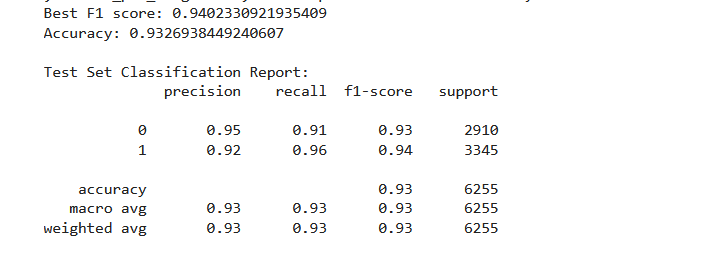 Best F1 score: 0.9402330921935409
Accuracy: 0.9326938449240607
Test Set Classification Report:
precision recall f1-score support
0 0.95 0.91 0.93 2910
1 0.92 0.96 0.94 3345
accuracy 0.93 6255
macro avg 0.93 0.93 0.93 6255
weighted avg 0.93 0.93 0.93 6255